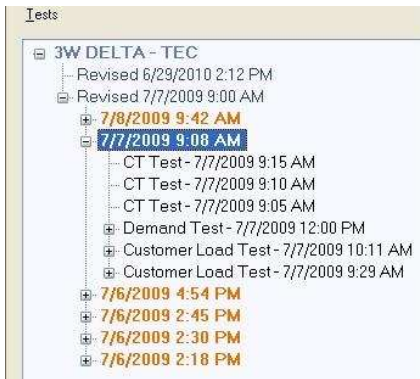 Tests
3W DELTA - TEC
Revised 6/29/2010 2:12 PM
Revised 7/7/2009 9:00 AM
7/8/2009 9:42 AM
7/7/2009 9:08 AM
CT Test - 7/7/2009 9:15 AM
CT Test - 7/7/2009 9:10 AM
CT Test - 7/7/2009 9:05 AM
Demand Test - 7/7/2009 12:00 PM
Customer Load Test - 7/7/2009 10:11 AM
Customer Load Test - 7/7/2009 9:29 AM
7/6/2009 4:54 PM
7/6/2009 2:45 PM
7/6/2009 2:30 PM
7/6/2009 2:18 PM